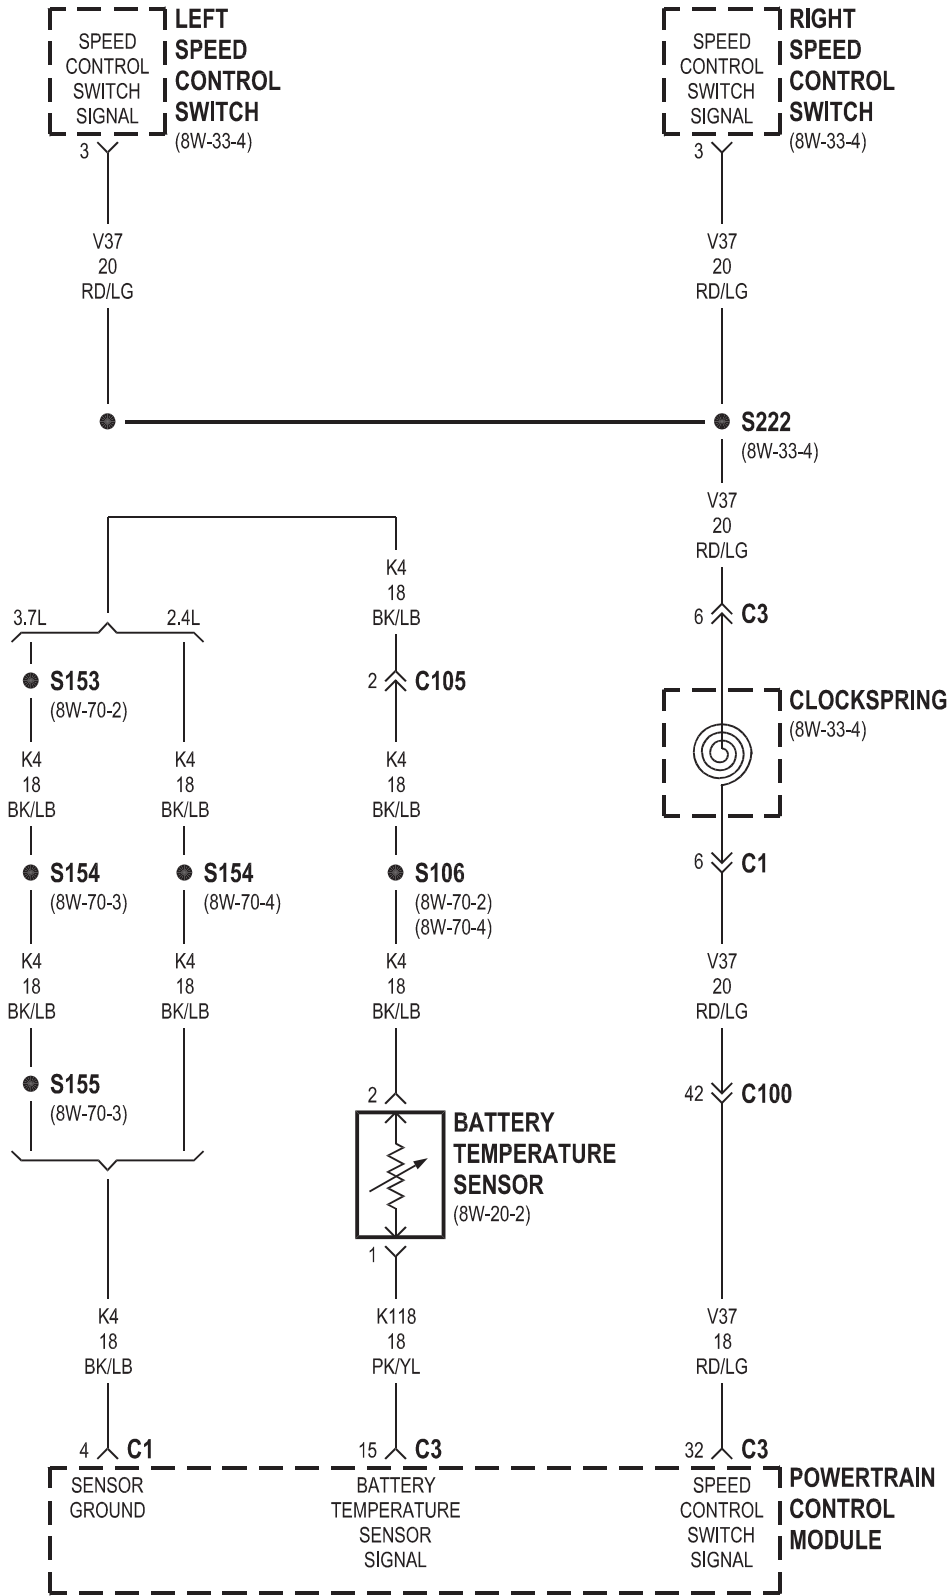 SPEED
CONTROL
SWITCH
SIGNAL
LEFT
SPEED
CONTROL
SWITCH
(8W-33-4)
3
SPEED
CONTROL
SWITCH
SIGNAL
RIGHT
SPEED
CONTROL
SWITCH
(8W-33-4)
3
V37
20
RD/LG
V37
20
RD/LG
S222
(8W-33-4)
V37
20
RD/LG
K4
18
BK/LB
3.7L
2.4L
6
C3
S153
(8W-70-2)
2
C105
CLOCKSPRING
(8W-33-4)
K4
18
BK/LB
K4
18
BK/LB
K4
18
BK/LB
S154
(8W-70-3)
S154
(8W-70-4)
S106
(8W-70-2)
(8W-70-4)
6
C1
K4
18
BK/LB
K4
18
BK/LB
K4
18
BK/LB
V37
20
RD/LG
S155
(8W-70-3)
2
BATTERY
TEMPERATURE
SENSOR
(8W-20-2)
1
42
C100
K4
18
BK/LB
K118
18
PK/YL
V37
18
RD/LG
4
C1
15
C3
32
C3
SENSOR
GROUND
BATTERY
TEMPERATURE
SENSOR
SIGNAL
SPEED
CONTROL
SWITCH
SIGNAL
POWERTRAIN
CONTROL
MODULE